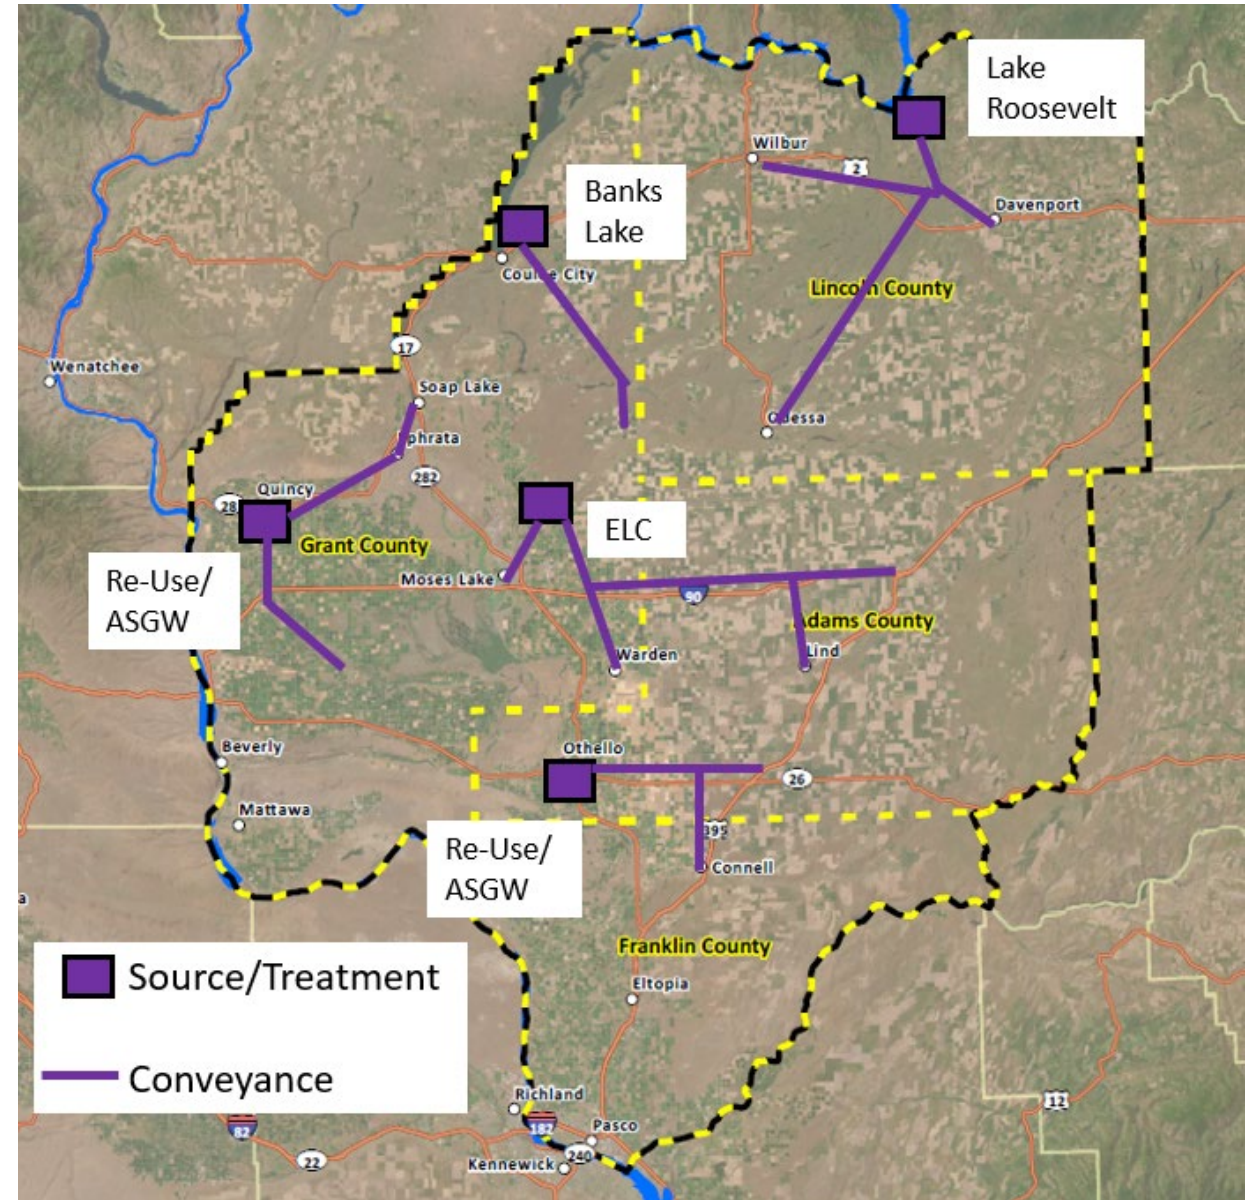 Lake
Roosevelt
Wilbur
2
Banks
Lake
Davenport
Coulee City
Lincoln County
17
Wenatchee
Soap Lake
Ephrata
Odessa
282
Quincy
28
ELC
Grant County
Re-Use/
ASGW
Moses Lake
90
Adams County
Warden
Lind
Beverly
Othello
26
Mattawa
395
Re-Use/
ASGW
Connell
a
Franklin County
Source/Treatment
Eltopia
Conveyance
Richland
12
82
182
Pasco
22
240
Kennewick